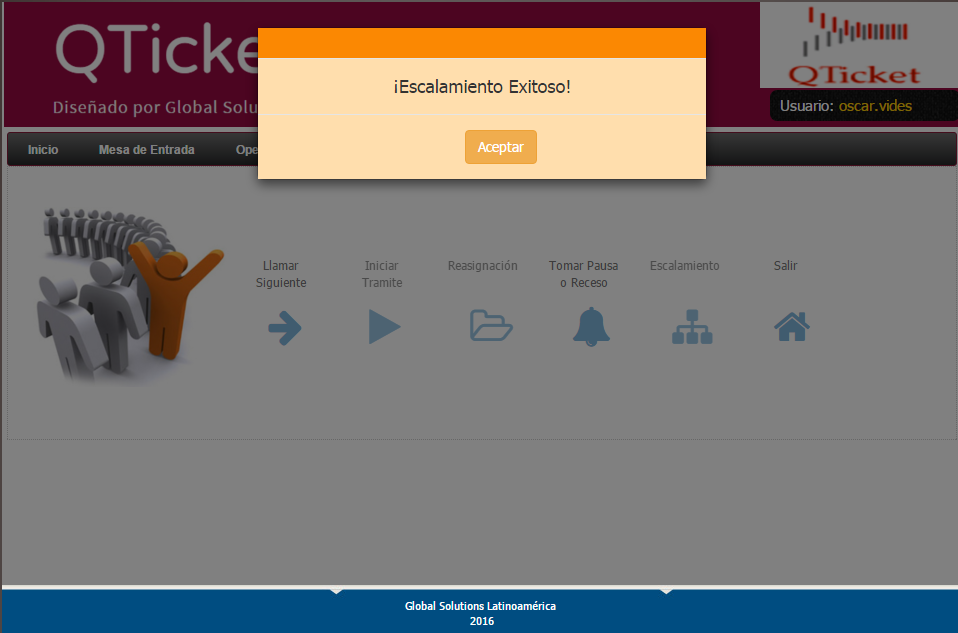 QTicke
Diseñado por Global Solu
¡Escalamiento Exitoso!
Aceptar
QTicket
Usuario: oscar.vides
Inicio
Mesa de Entrada
Ope
Llamar
Siguiente
Iniciar
Tramite
Reasignación
Tomar Pausa
o Receso
Escalamiento
Salir
Global Solutions Latinoamérica
2016